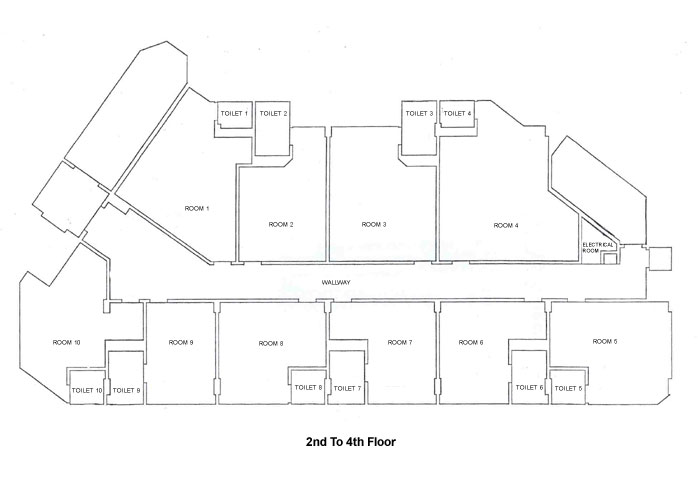 TOILET 1
TOILET 2
TOILET 3
TOILET 4
ROOM 1
ROOM 2
ROOM 3
ROOM 4
ELECTRICAL
ROOM
WALLWAY
ROOM 10
ROOM 9
ROOM 8
ROOM 7
ROOM 6
ROOM 5
TOILET 10
TOILET 9
TOILET 8
TOILET 7
TOILET 6
TOILET 5
2nd To 4th Floor